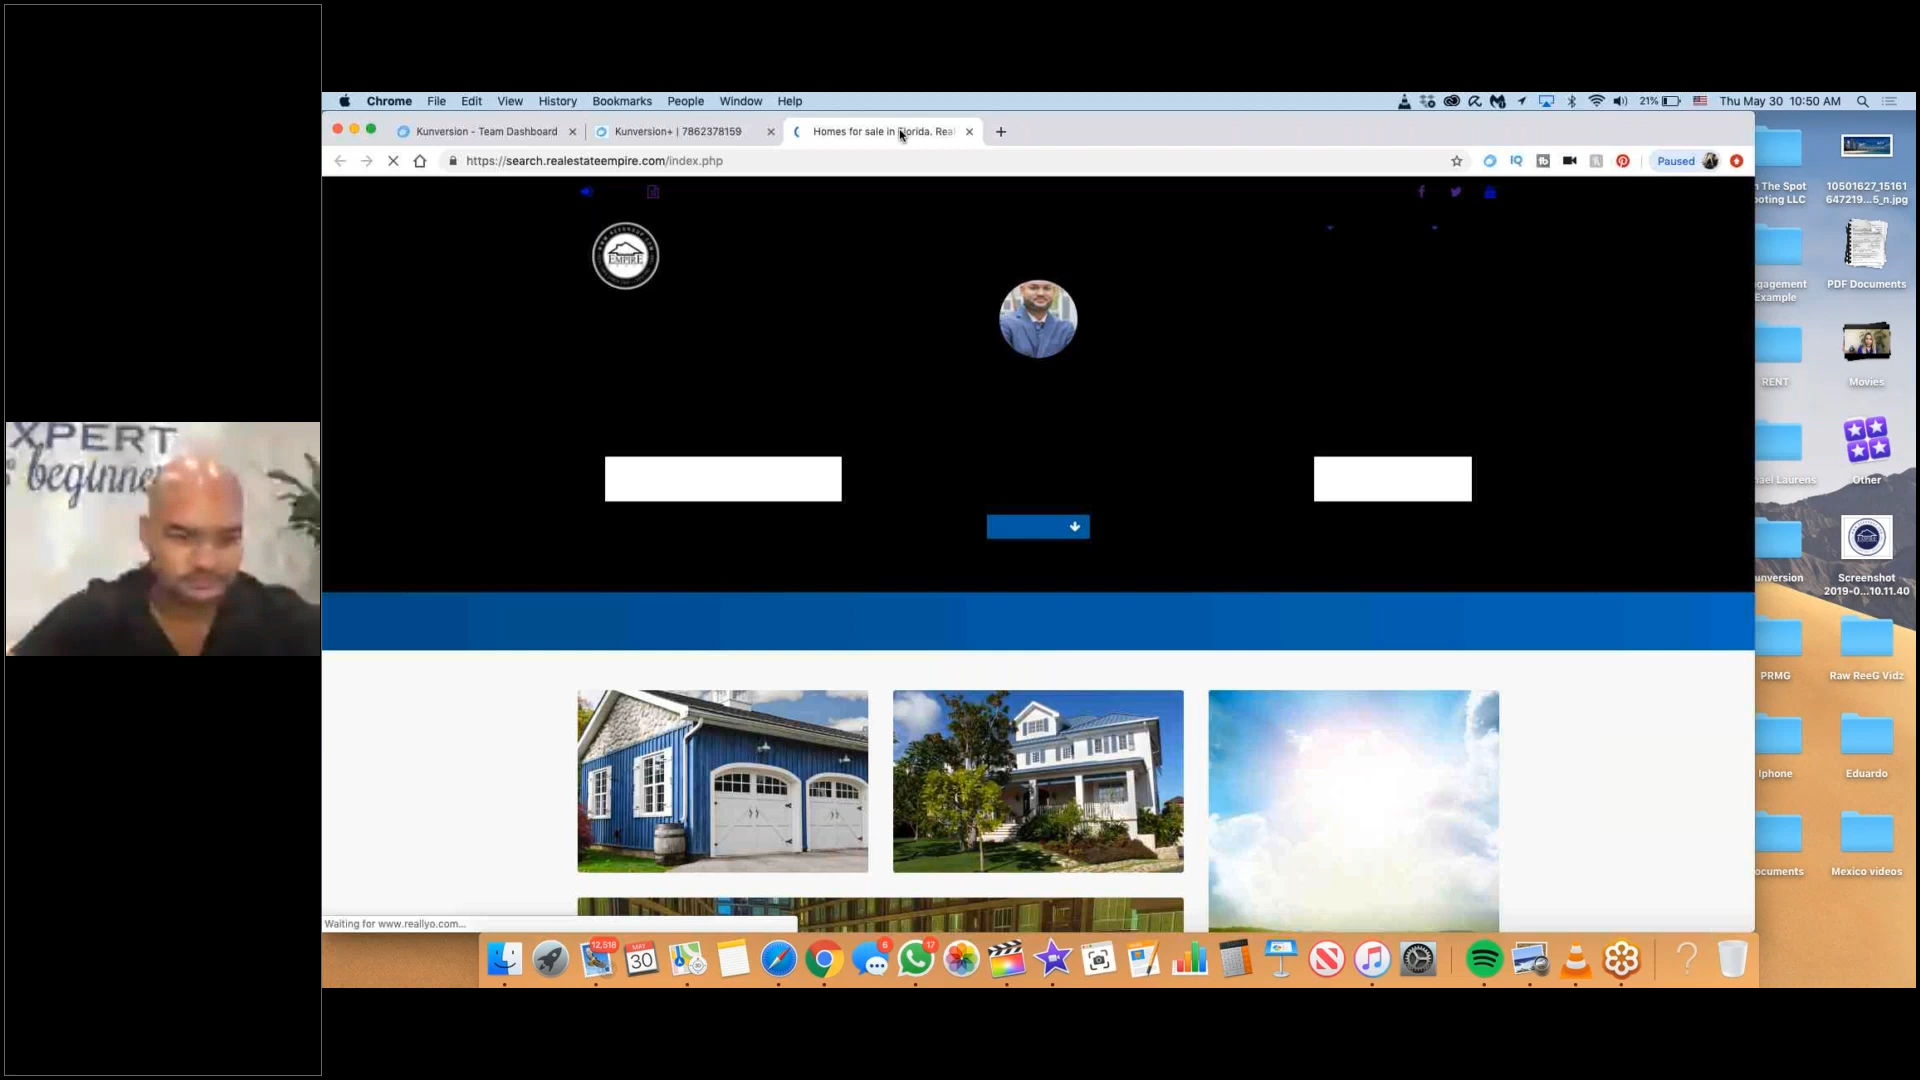 XPERT
beginne
Chrome File Edit View History Bookmarks People Window Help
21% Thu May 30 10:50 AM
Kunversion - Team Dashboard
Kunversion+ | 7862378159
Homes for sale in Florida. Real
https://search.realestateempire.com/index.php
Paused
EMPIRE
n The Spot
ooting LLC
10501627_15161
647219...5_n.jpg
gagement
Example
PDF Documents
RENT
Movies
ael Laurens
Other
unversion
Screenshot
2019-0...10.11.40
PRMG
Raw ReeG Vidz
Iphone
Eduardo
ocuments
Mexico videos
Waiting for www.reallyo.com...
12,518
MAY
30
6
17